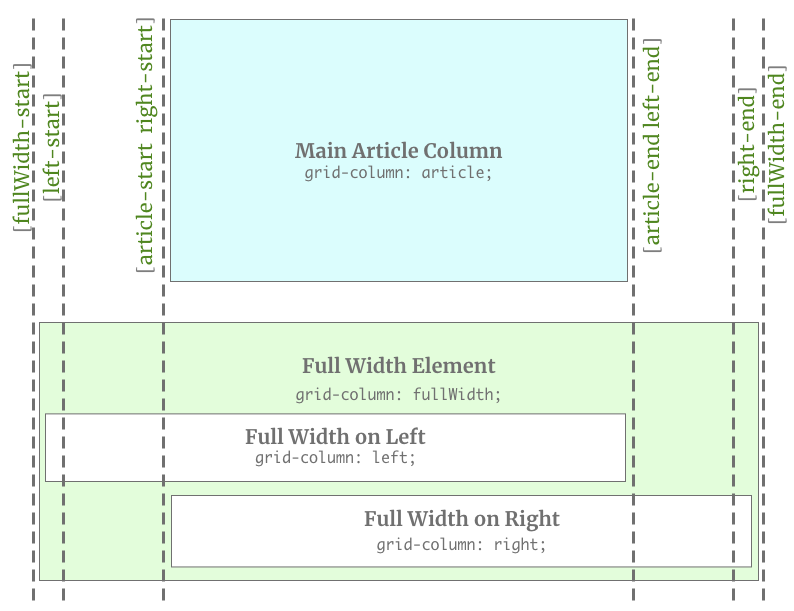 [fullWidth-start]
[left-start]
[article-start right-start]
[article-end left-end]
[right-end]
[fullWidth-end]
Main Article Column
grid-column: article;
Full Width Element
grid-column: fullWidth;
Full Width on Left
grid-column: left;
Full Width on Right
grid-column: right;